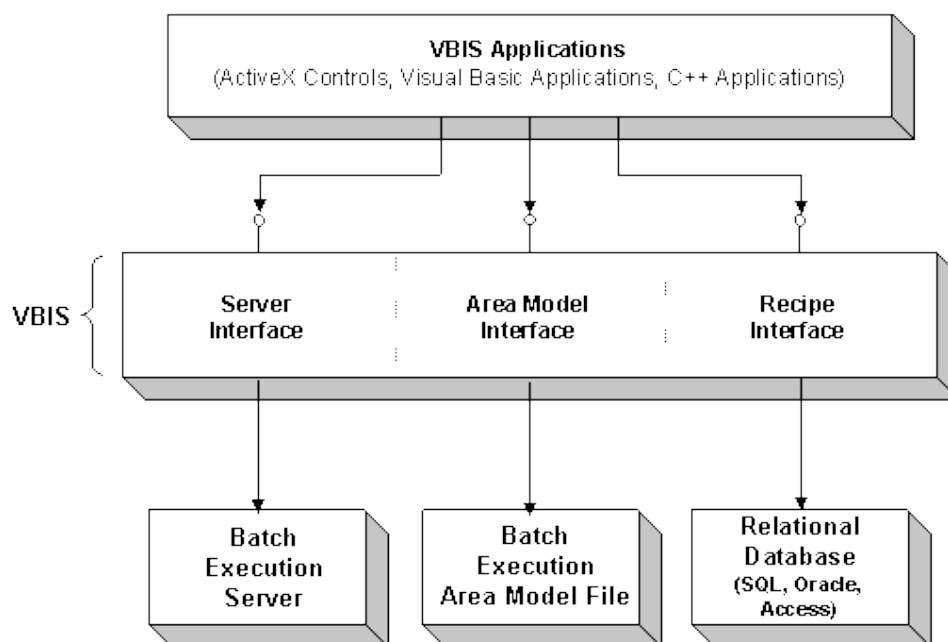 VBIS Applications
(ActiveX Controls, Visual Basic Applications, C++ Applications)
VBIS
Server
Interface
Area Model
Interface
Recipe
Interface
Batch
Execution
Server
Batch
Execution
Area Model File
Relational
Database
(SQL, Oracle,
Access)